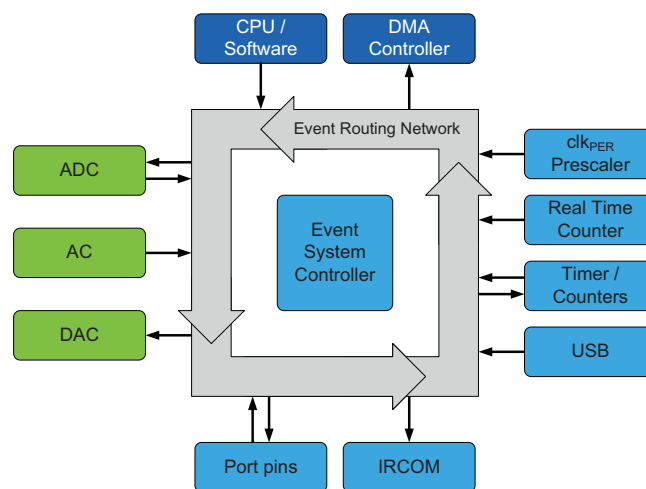 CPU /
Software
DMA
Controller
Event Routing Network
clkPER
Prescaler
ADC
Real Time
Counter
Event
System
Controller
AC
Timer /
Counters
DAC
USB
Port pins
IRCOM